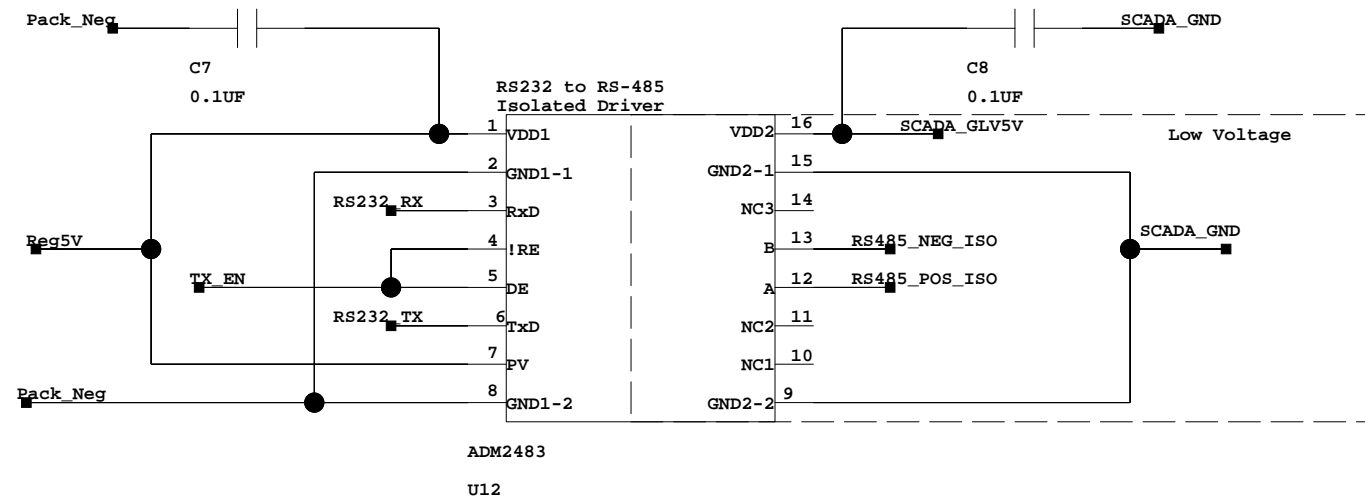 Pack_Neg
SCADA_GND
C7
C8
0.1UF
0.1UF
RS232 to RS-485
Isolated Driver
1 VDD1
VDD2 16
SCADA_GLV5V
Low Voltage
2 GND1-1
GND2-1 15
RS232_RX
3 RxD
NC3 14
Reg5V
4 !RE
B 13
RS485_NEG_ISO
SCADA_GND
TX_EN
5 DE
A 12
RS485_POS_ISO
RS232_TX
6 TxD
NC2 11
7 PV
NC1 10
Pack_Neg
8 GND1-2
GND2-2 9
ADM2483
U12